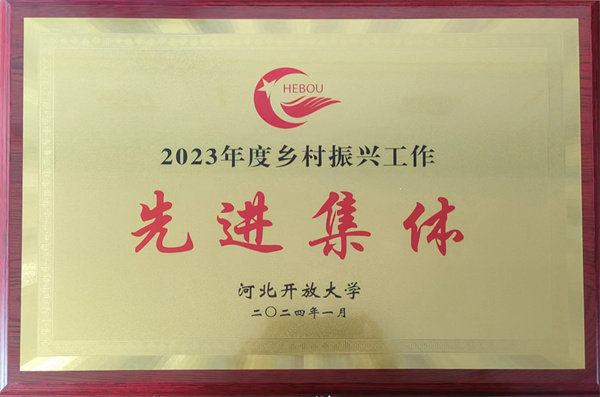 HEBOU
2023年度乡村振兴工作
先进集体
河北开放大学
二〇二四年一月